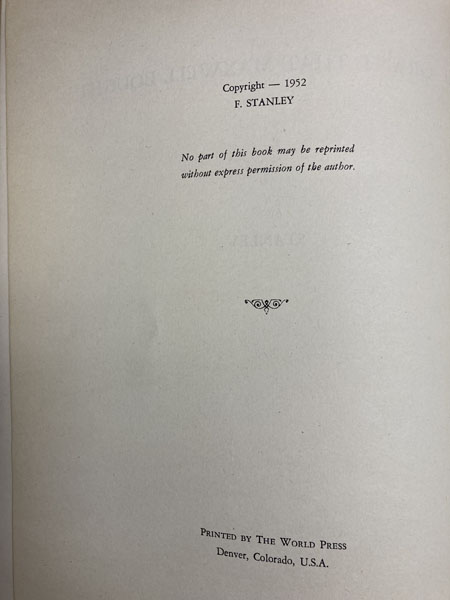 Copyright — 1952
F. STANLEY
No part of this book may be reprinted
without express permission of the author.
PRINTED BY THE WORLD PRESS
Denver, Colorado, U.S.A.